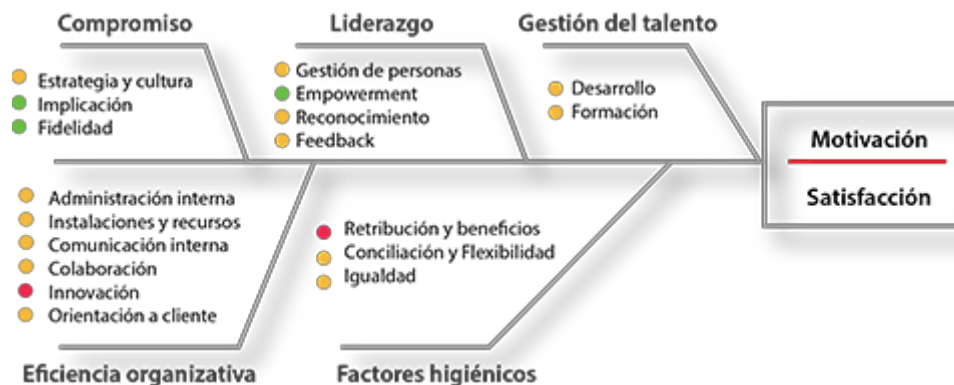 Compromiso
Estrategia y cultura
Implicación
Fidelidad
Liderazgo
Gestión de personas
Empowerment
Reconocimiento
Feedback
Gestión del talento
Desarrollo
Formación
Motivación
Satisfacción
Administración interna
Instalaciones y recursos
Comunicación interna
Colaboración
Innovación
Orientación a cliente
Eficiencia organizativa
Retribución y beneficios
Conciliación y Flexibilidad
Igualdad
Factores higiénicos